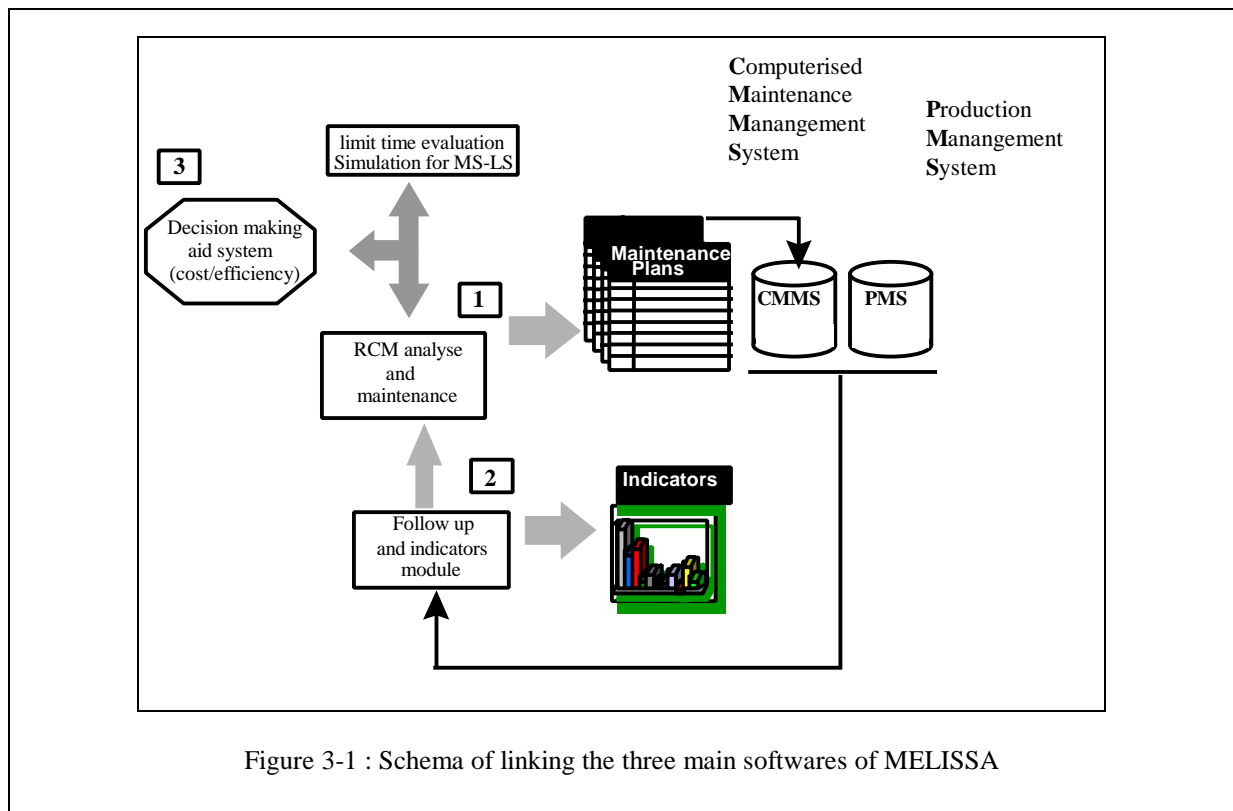 Computerised
Maintenance
Manangement
System
Production
Manangement
System
limit time evaluation
Simulation for MS-LS
3
Decision making
aid system
(cost/efficiency)
1
Maintenance
Plans
CMMS
PMS
RCM analyse
and
maintenance
2
Indicators
Follow up
and indicators
module
Figure 3-1 : Schema of linking the three main softwares of MELISSA